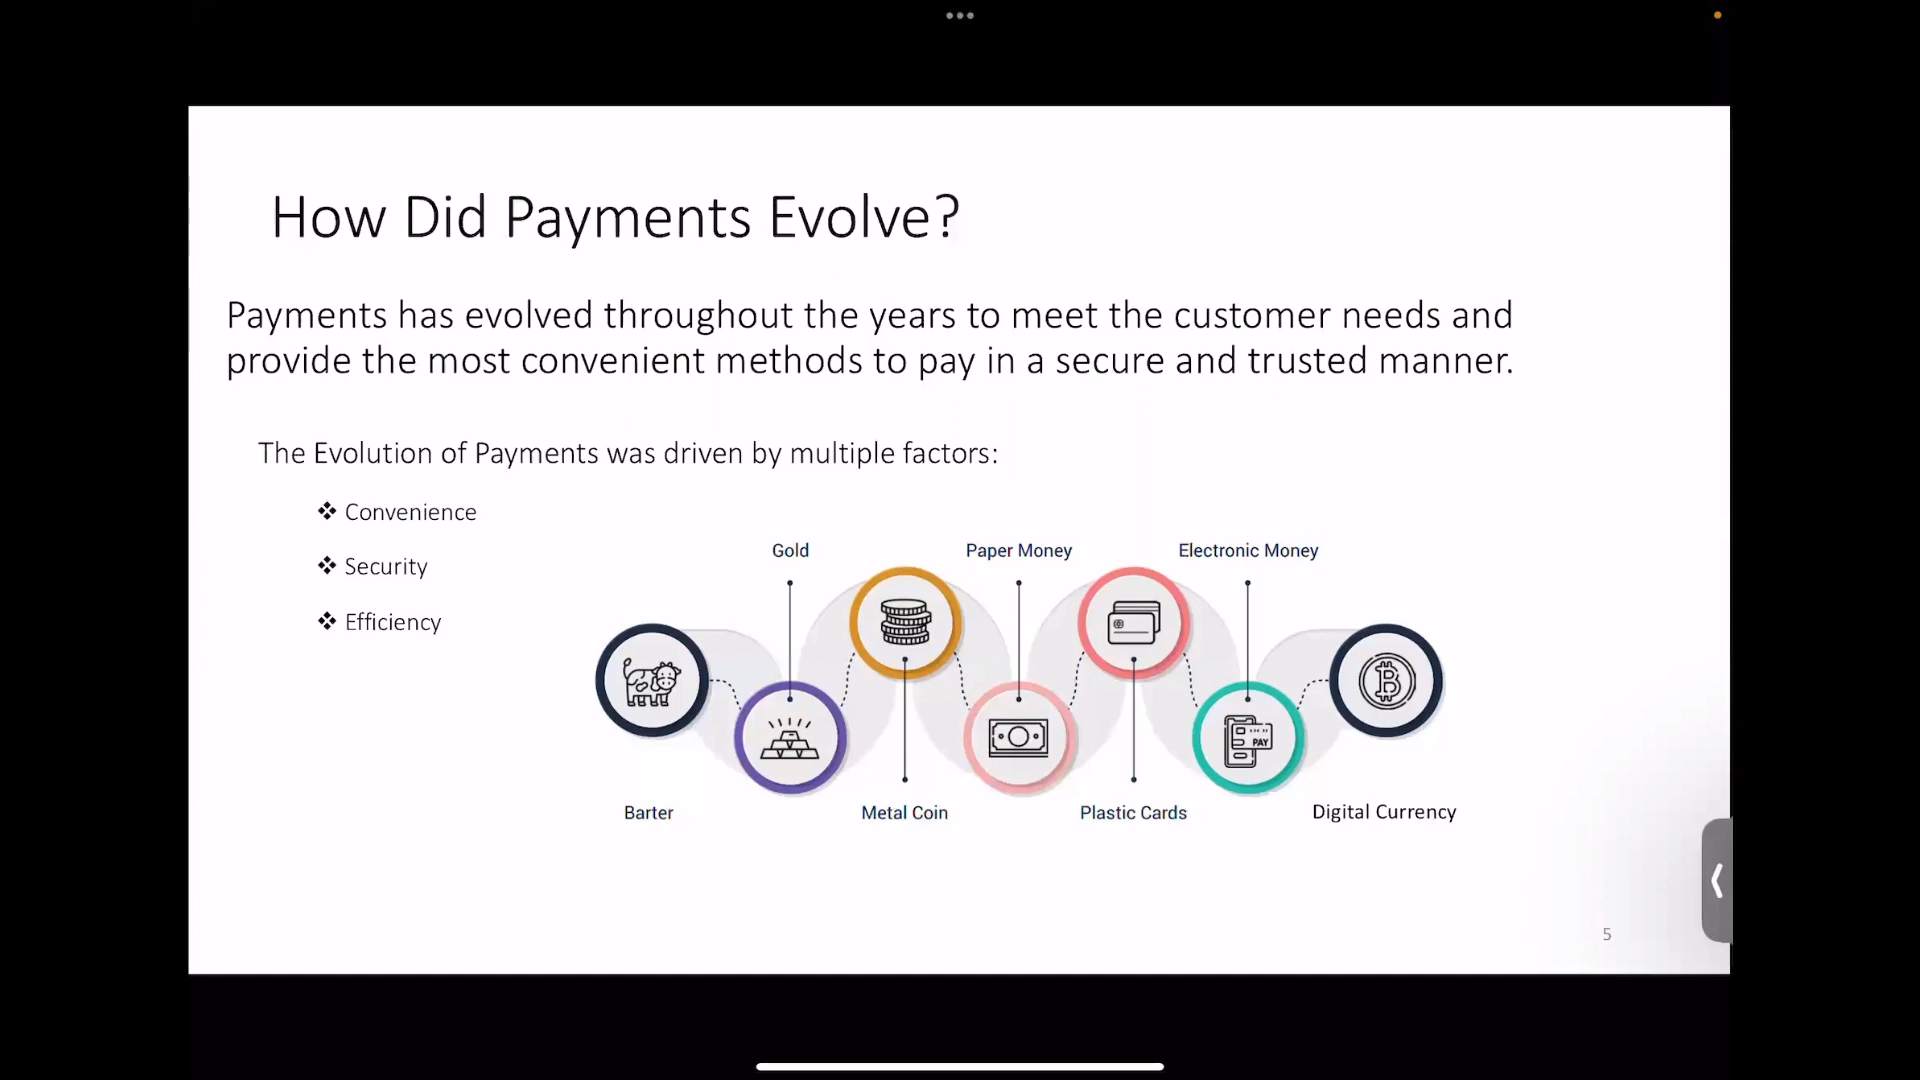 How Did Payments Evolve?
Payments has evolved throughout the years to meet the customer needs and
provide the most convenient methods to pay in a secure and trusted manner.
The Evolution of Payments was driven by multiple factors:
Convenience
Security
Efficiency
Gold
Paper Money
Electronic Money
PAY
Barter
Metal Coin
Plastic Cards
Digital Currency
5